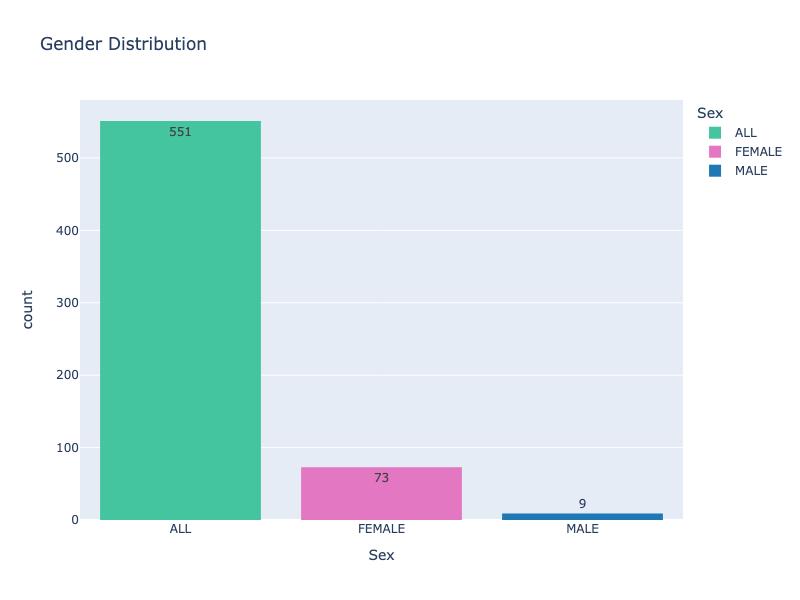 Gender Distribution
Sex
ALL
FEMALE
MALE
551
73
9
500
400
300
200
100
0
count
ALL
FEMALE
MALE
Sex